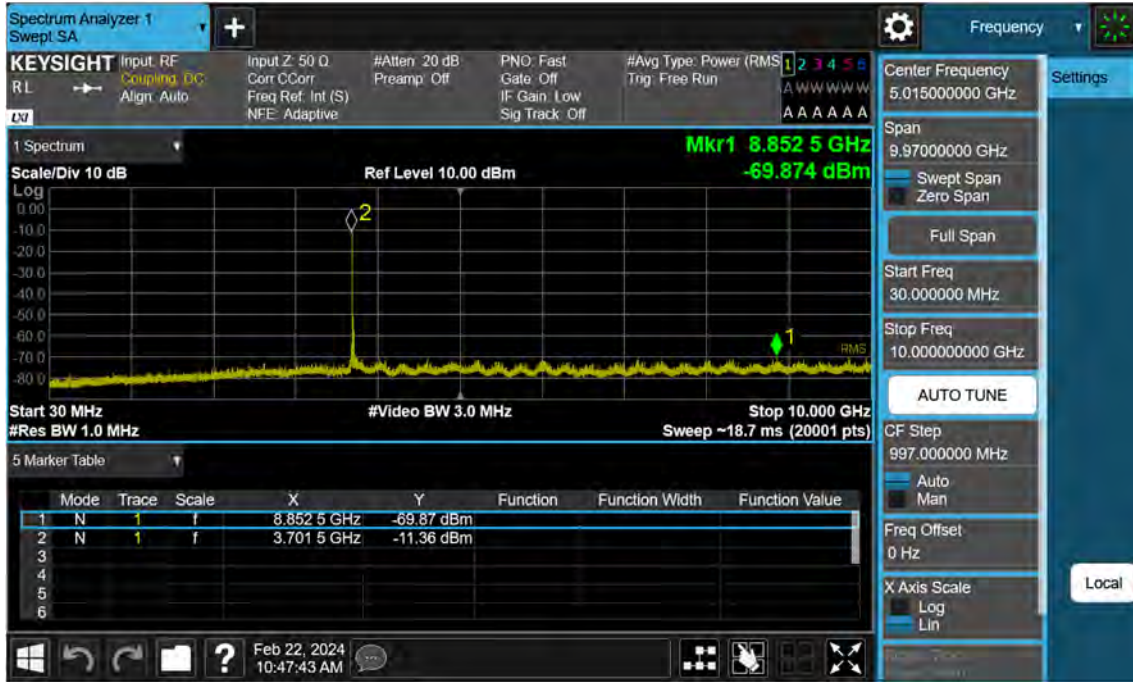 Spectrum Analyzer 1
Swept SA
+
Frequency
KEYSIGHT
RL
LXI
Input: RF
Coupling: DC
Align: Auto
Input Z: 50 Ω
Corr CCorr
Freq Ref: Int (S)
NFE: Adaptive
#Atten: 20 dB
Preamp: Off
PNO: Fast
Gate: Off
IF Gain: Low
Sig Track: Off
#Avg Type: Power (RMS
Trig: Free Run
1 2 3 4 5 6
A W W W W W
A A A A A A
1 Spectrum
Mkr1 8.852 5 GHz
Scale/Div 10 dB
Ref Level 10.00 dBm
-69.874 dBm
Log
0.00
-10.0
-20.0
-30.0
-40.0
-50.0
-60.0
-70.0
-80.0
2
1
RMS
Start 30 MHz
#Video BW 3.0 MHz
Stop 10.000 GHz
#Res BW 1.0 MHz
Sweep ~18.7 ms (20001 pts)
5 Marker Table
Mode Trace Scale X Y Function Function Width Function Value
1 N 1 f 8.852 5 GHz -69.87 dBm
2 N 1 f 3.701 5 GHz -11.36 dBm
3
4
5
6
?
Feb 22, 2024
10:47:43 AM
Center Frequency
5.015000000 GHz
Settings
Span
9.97000000 GHz
Swept Span
Zero Span
Full Span
Start Freq
30.000000 MHz
Stop Freq
10.000000000 GHz
AUTO TUNE
CF Step
997.000000 MHz
Auto
Man
Freq Offset
0 Hz
X Axis Scale
Log
Lin
Local